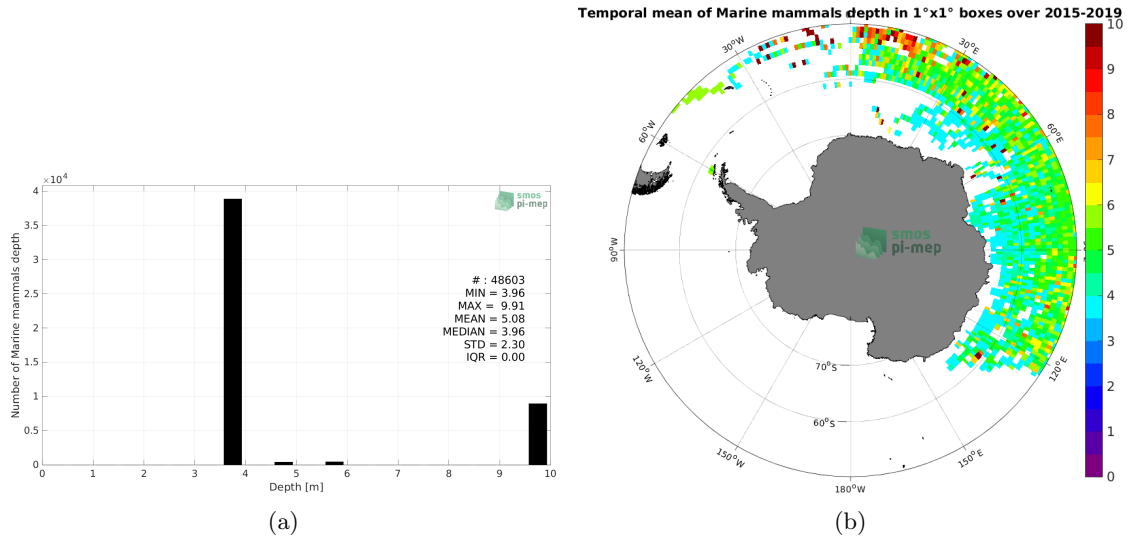 Temporal mean of Marine mammals depth in 1°x1° boxes over 2015-2019
×10⁴
4
3.5
3
2.5
2
1.5
1
0.5
0
Number of Marine mammals depth
smos
pi-mep
# : 48603
MIN = 3.96
MAX = 9.91
MEAN = 5.08
MEDIAN = 3.96
STD = 2.30
IQR = 0.00
0 1 2 3 4 5 6 7 8 9 10
Depth [m]
(a)
30°W
30°E
60°W
60°E
90°W
smos
pi-mep
120°W
120°E
70°S
60°S
150°W
150°E
180°W
10
9
8
7
6
5
4
3
2
1
0
(b)